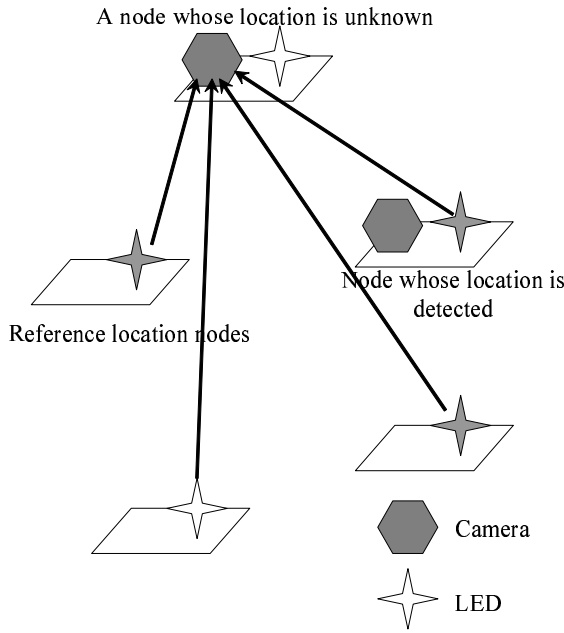 A node whose location is unknown
Node whose location is
detected
Reference location nodes
Camera
LED